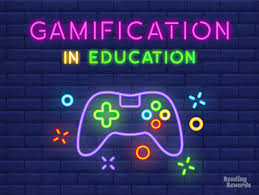 GAMIFICATION
IN EDUCATION
Reading
Rewards